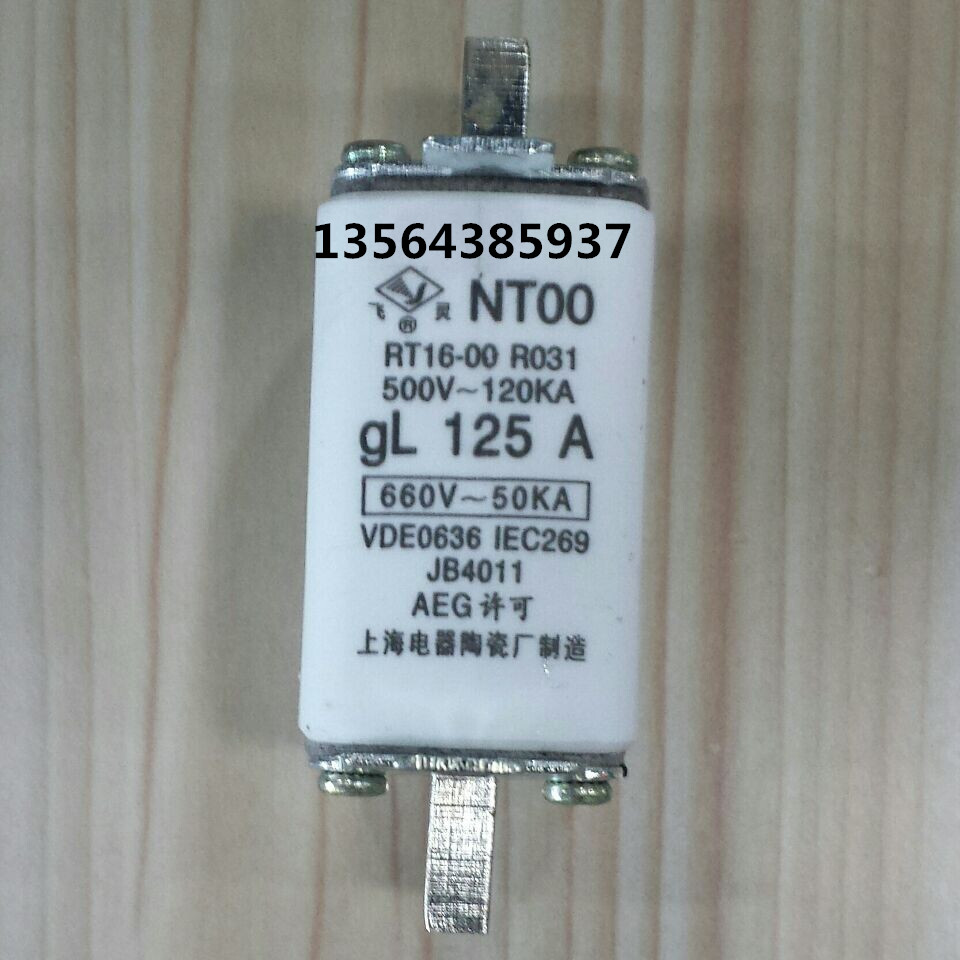 13564385937
飞 灵 NT00
®
RT16-00 R031
500V~120KA
gL 125 A
660V~50KA
VDE0636 IEC269
JB4011
AEG许可
上海电器陶瓷厂制造